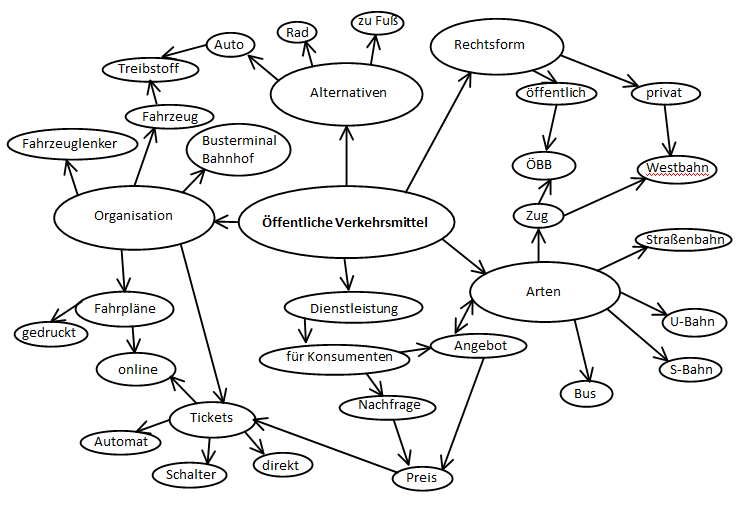 zu Fuß
Rad
Auto
Rechtsform
Treibstoff
Alternativen
öffentlich
privat
Fahrzeug
Fahrzeuglenker
Busterminal
Bahnhof
ÖBB
Westbahn
Organisation
Öffentliche Verkehrsmittel
Zug
Straßenbahn
Arten
Fahrpläne
Dienstleistung
U-Bahn
gedruckt
Angebot
für Konsumenten
online
S-Bahn
Bus
Nachfrage
Tickets
Automat
direkt
Schalter
Preis